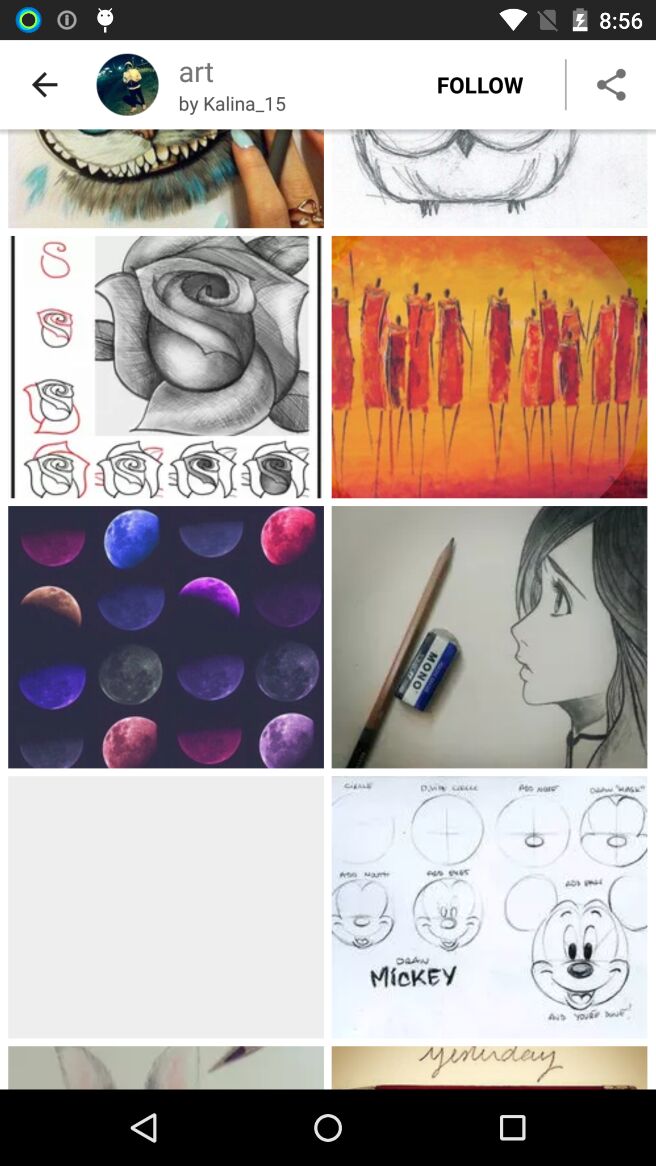 8:56
art
by Kalina_15
FOLLOW
S
MONO
CIRCLE
DIVIDE CIRCLE
ADD NOSE
DRAW "MASK"
ADD MOUTH
ADD EYES
ADD EARS
DRAW
MICKEY
AND YOU'RE DONE!
yesterday